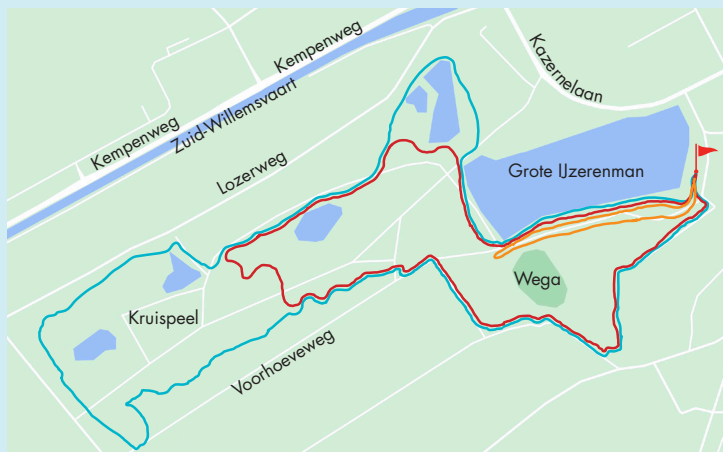 Kempenweg
Kazernelaan
Kempenweg
Zuid-Willemsvaart
Lozerweg
Grote IJzerenman
Wega
Kruispeel
Voorhoeveweg